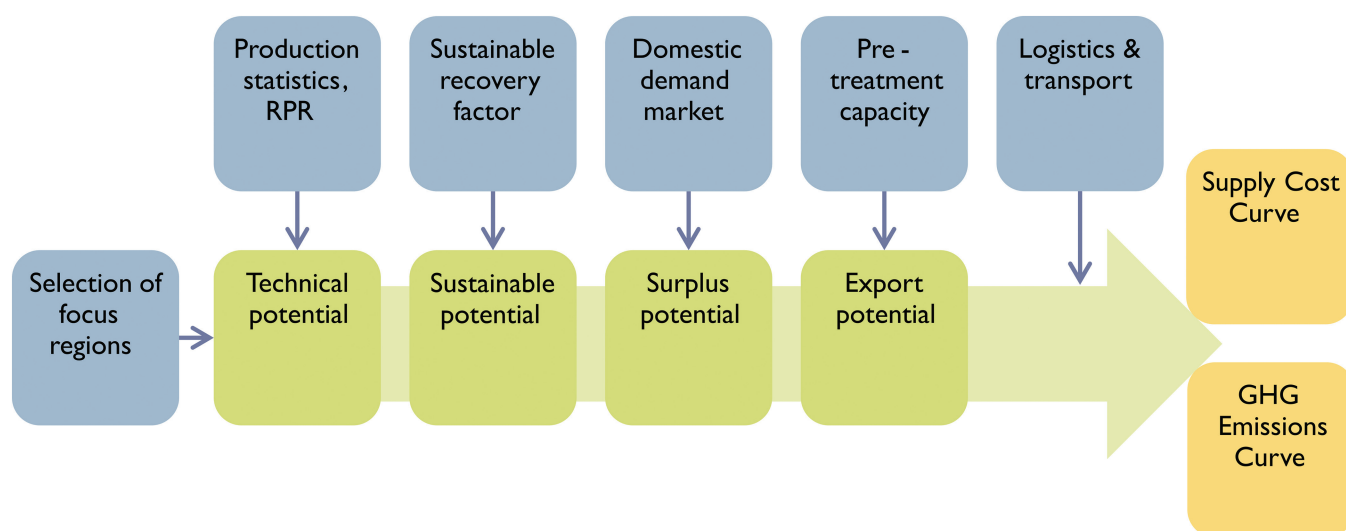 Production
statistics,
RPR
Sustainable
recovery
factor
Domestic
demand
market
Pre -
treatment
capacity
Logistics &
transport
Supply Cost
Curve
Selection of
focus
regions
Technical
potential
Sustainable
potential
Surplus
potential
Export
potential
GHG
Emissions
Curve